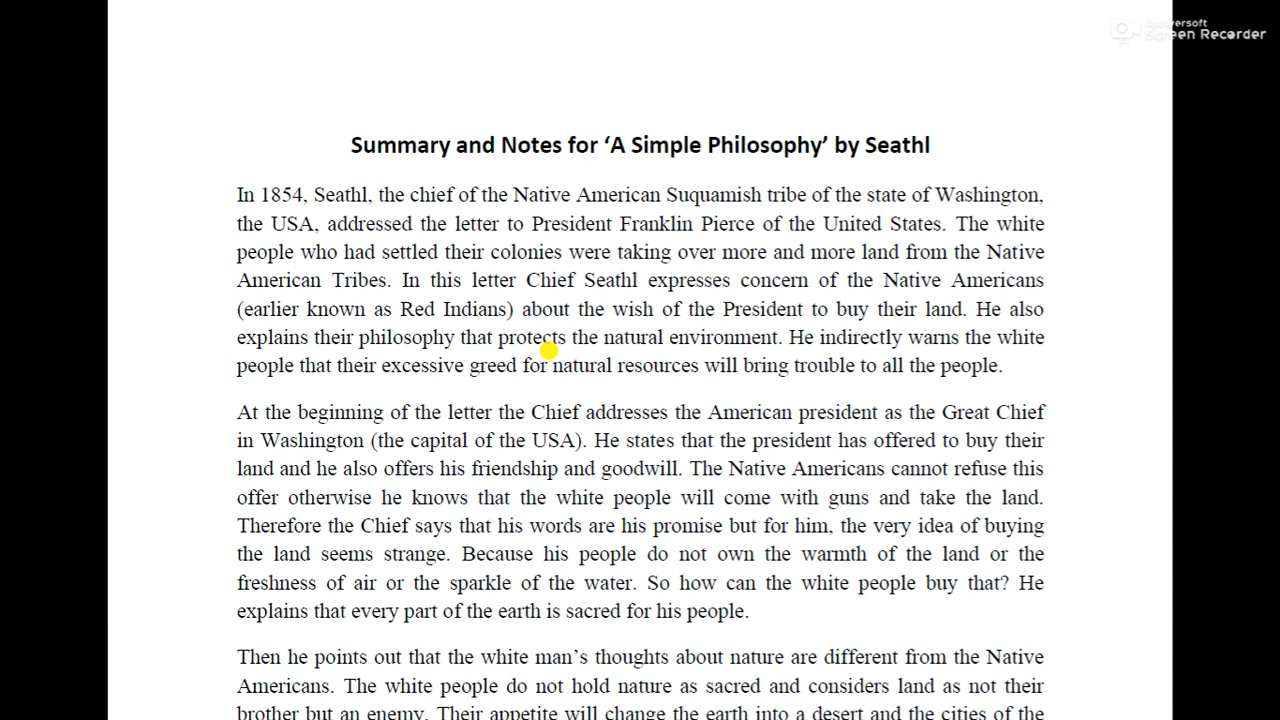 Apowersoft
Screen Recorder
Summary and Notes for ‘A Simple Philosophy’ by Seathl
In 1854, Seathl, the chief of the Native American Suquamish tribe of the state of Washington,
the USA, addressed the letter to President Franklin Pierce of the United States. The white
people who had settled their colonies were taking over more and more land from the Native
American Tribes. In this letter Chief Seathl expresses concern of the Native Americans
(earlier known as Red Indians) about the wish of the President to buy their land. He also
explains their philosophy that protects the natural environment. He indirectly warns the white
people that their excessive greed for natural resources will bring trouble to all the people.
At the beginning of the letter the Chief addresses the American president as the Great Chief
in Washington (the capital of the USA). He states that the president has offered to buy their
land and he also offers his friendship and goodwill. The Native Americans cannot refuse this
offer otherwise he knows that the white people will come with guns and take the land.
Therefore the Chief says that his words are his promise but for him, the very idea of buying
the land seems strange. Because his people do not own the warmth of the land or the
freshness of air or the sparkle of the water. So how can the white people buy that? He
explains that every part of the earth is sacred for his people.
Then he points out that the white man’s thoughts about nature are different from the Native
Americans. The white people do not hold nature as sacred and considers land as not their
brother but an enemy. Their appetite will change the earth into a desert and the cities of the